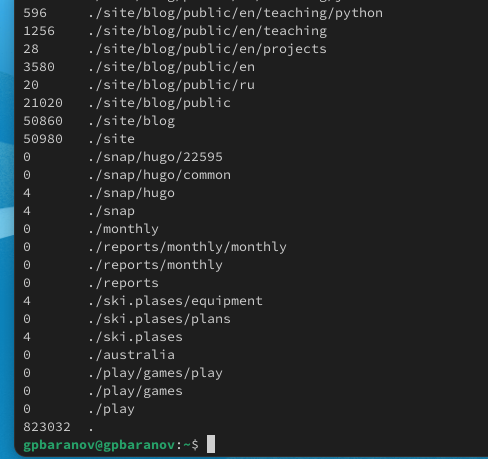 596 ./site/blog/public/en/teaching/python
1256 ./site/blog/public/en/teaching
28 ./site/blog/public/en/projects
3580 ./site/blog/public/en
20 ./site/blog/public/ru
21020 ./site/blog/public
50860 ./site/blog
50980 ./site
0 ./snap/hugo/22595
0 ./snap/hugo/common
4 ./snap/hugo
4 ./snap
0 ./monthly
0 ./reports/monthly/monthly
0 ./reports/monthly
0 ./reports
4 ./ski.plases/equipment
0 ./ski.plases/plans
4 ./ski.plases
0 ./australia
0 ./play/games/play
0 ./play/games
0 ./play
823032 .
gpbaranov@gpbaranov:~$